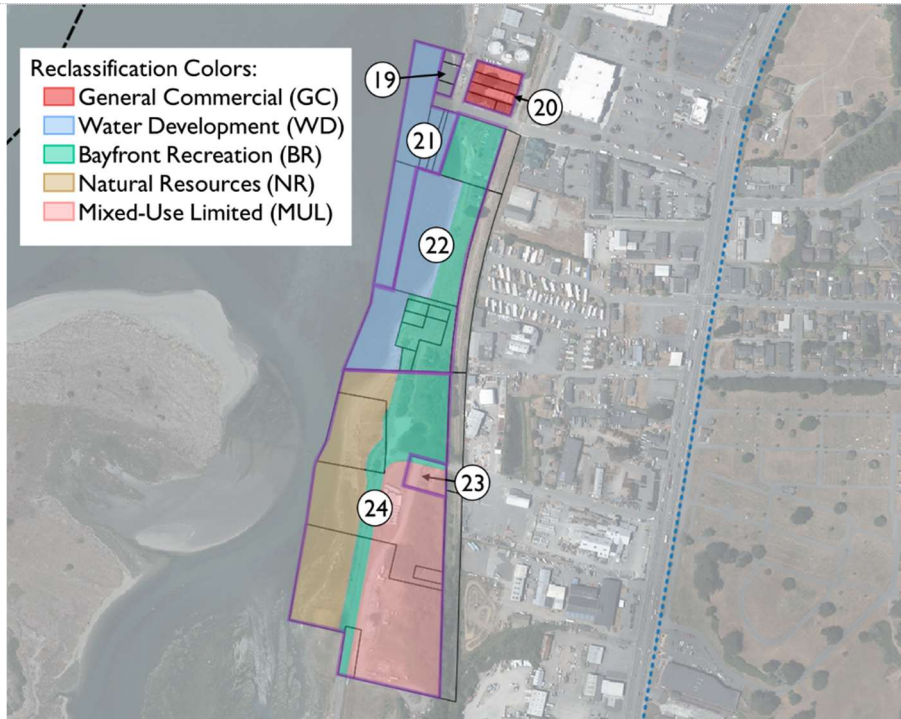 Reclassification Colors:
General Commercial (GC)
Water Development (WD)
Bayfront Recreation (BR)
Natural Resources (NR)
Mixed-Use Limited (MUL)
19
20
21
22
23
24